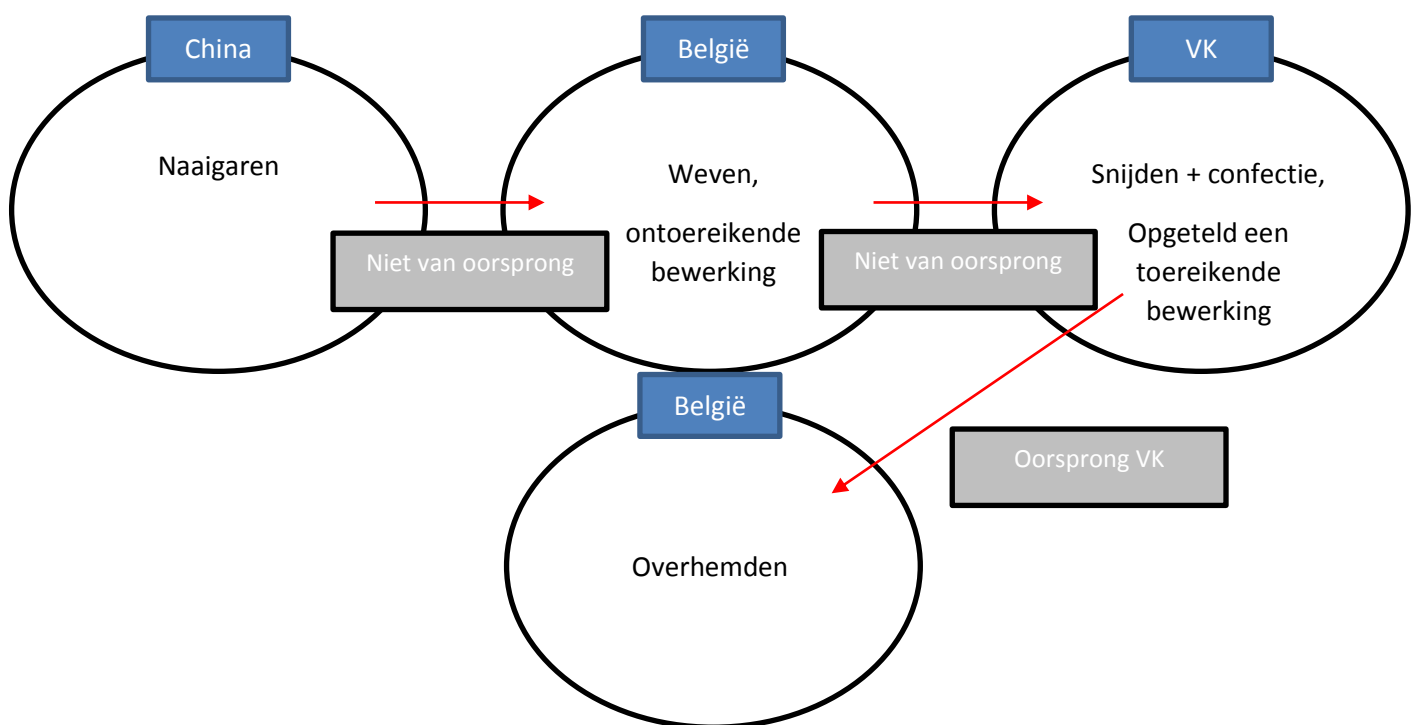 China
België
VK
Naaigaren
Weven,
ontoereikende
bewerking
Snijden + confectie,
Opgeteld een
toereikende
bewerking
Niet van oorsprong
Niet van oorsprong
België
Oorsprong VK
Overhemden